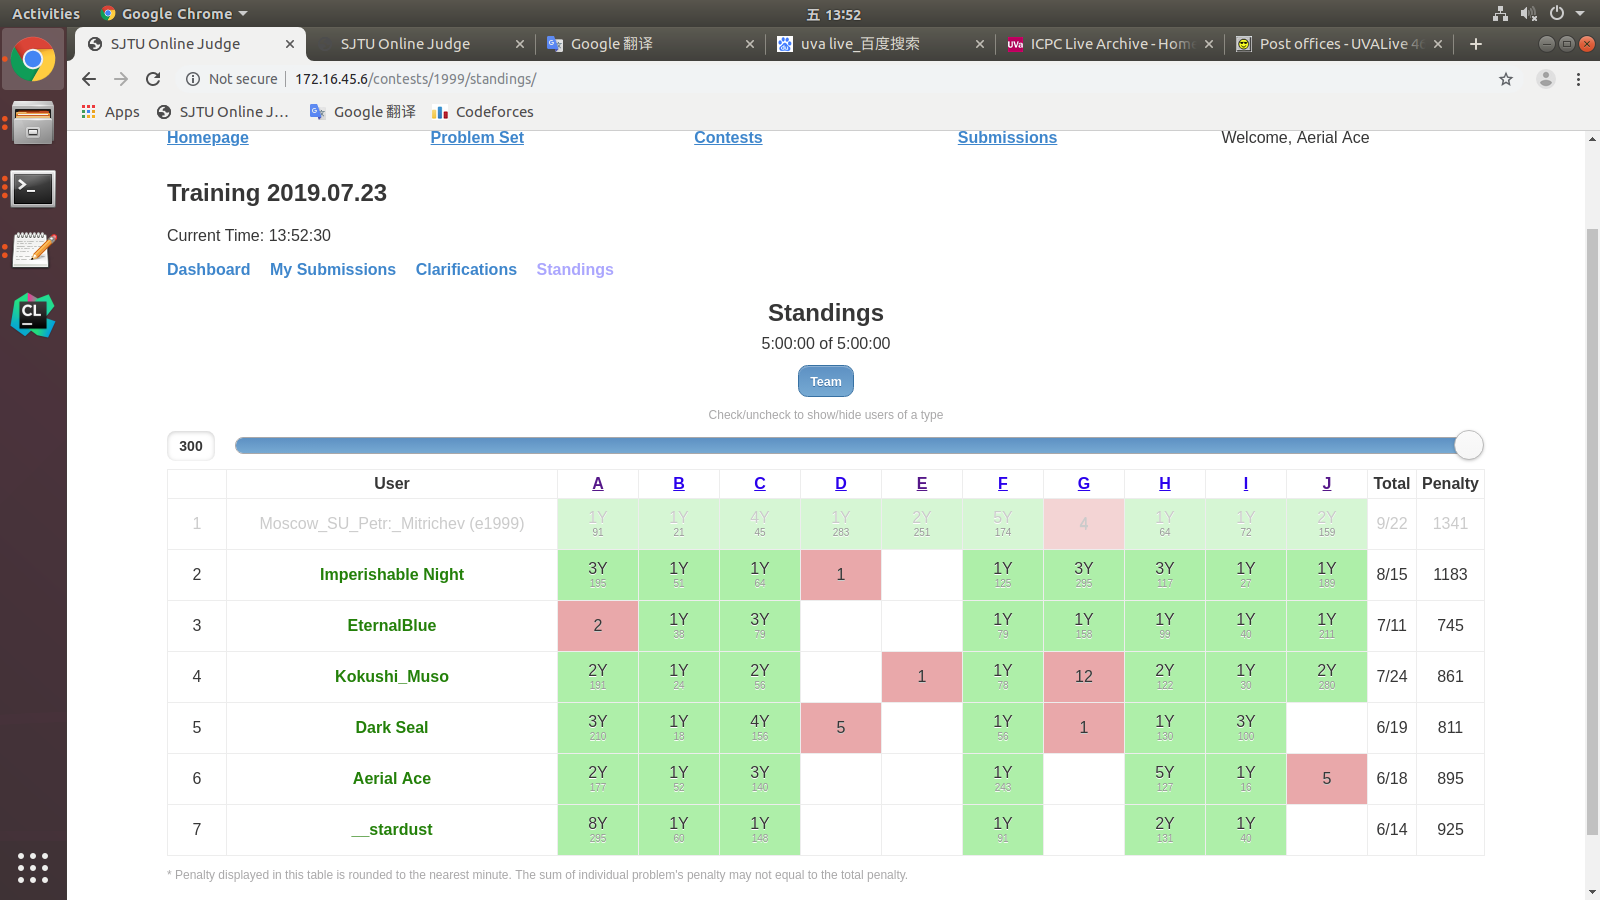 Activities Google Chrome 五 13:52
SJTU Online Judge SJTU Online Judge Google 翻译 uva live_百度搜索 ICPC Live Archive - Home Post offices - UVALive 46
Not secure 172.16.45.6/contests/1999/standings/
Apps SJTU Online J… Google 翻译 Codeforces
Homepage Problem Set Contests Submissions Welcome, Aerial Ace
Training 2019.07.23
Current Time: 13:52:30
Dashboard My Submissions Clarifications Standings
Standings
5:00:00 of 5:00:00
Team
Check/uncheck to show/hide users of a type
300
User A B C D E F G H I J Total Penalty
1 Moscow_SU_Petr:_Mitrichev (e1999) 1Y 1Y 4Y 1Y 2Y 5Y 4 1Y 1Y 2Y 9/22 1341
91 21 45 283 251 174 64 72 159
2 Imperishable Night 3Y 1Y 1Y 1 1Y 3Y 3Y 1Y 1Y 8/15 1183
195 51 64 125 295 117 27 189
3 EternalBlue 2 1Y 3Y 1Y 1Y 1Y 1Y 1Y 7/11 745
38 79 79 158 99 40 211
4 Kokushi_Muso 2Y 1Y 2Y 1 1Y 12 2Y 1Y 2Y 7/24 861
191 24 56 78 122 30 280
5 Dark Seal 3Y 1Y 4Y 5 1Y 1 1Y 3Y 6/19 811
210 18 156 56 130 100
6 Aerial Ace 2Y 1Y 3Y 1Y 5Y 1Y 5 6/18 895
177 52 140 243 127 16
7 __stardust 8Y 1Y 1Y 1Y 2Y 1Y 6/14 925
295 60 148 91 131 40
* Penalty displayed in this table is rounded to the nearest minute. The sum of individual problem's penalty may not equal to the total penalty.